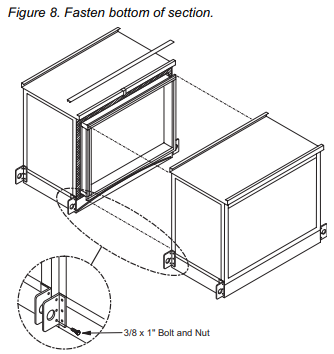 Figure 8. Fasten bottom of section.
3/8 x 1" Bolt and Nut